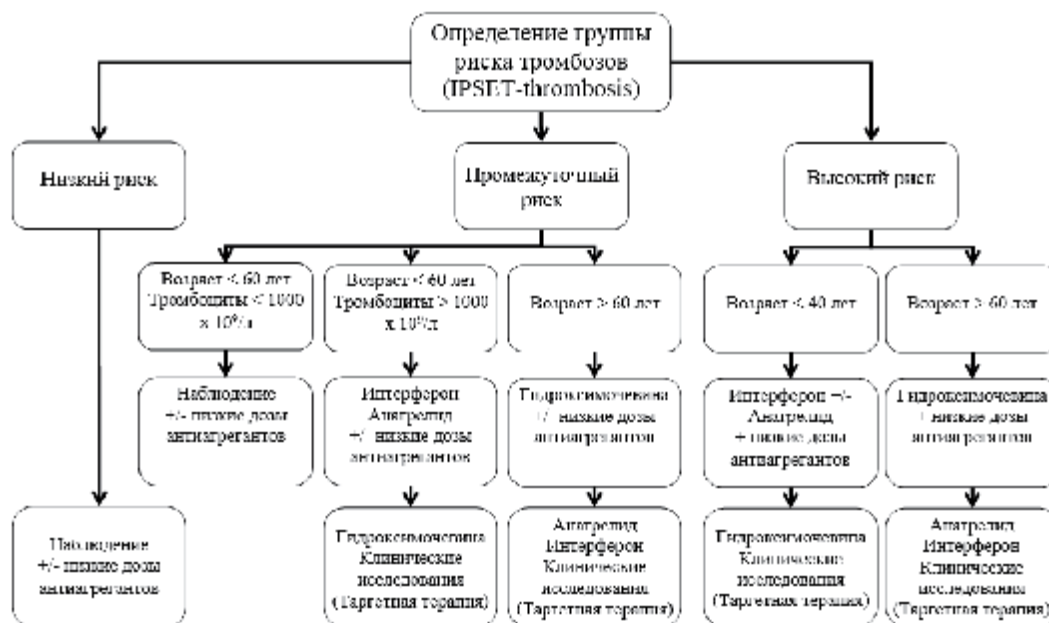 Определение группы
риска тромбозов
(IPSET-thrombosis)
Низкий риск
Промежуточный
риск
Высокий риск
Возраст < 60 лет
Тромбоциты < 1000
x 10⁹/л
Возраст < 60 лет
Тромбоциты > 1000
x 10⁹/л
Возраст > 60 лет
Возраст < 40 лет
Возраст > 60 лет
Наблюдение
+/- низкие дозы
антиагрегантов
Интерферон
Анагрелид
+/- низкие дозы
антиагрегантов
Гидроксимочевина
+/- низкие дозы
антиагрегантов
Интерферон +/-
Анагрелид
+ низкие дозы
антиагрегантов
Гидроксимочевина
+ низкие дозы
антиагрегантов
Наблюдение
+/- низкие дозы
антиагрегантов
Гидроксимочевина
Клинические
исследования
(Таргетная терапия)
Анагрелид
Интерферон
Клинические
исследования
(Таргетная терапия)
Гидроксимочевина
Клинические
исследования
(Таргетная терапия)
Анагрелид
Интерферон
Клинические
исследования
(Таргетная терапия)